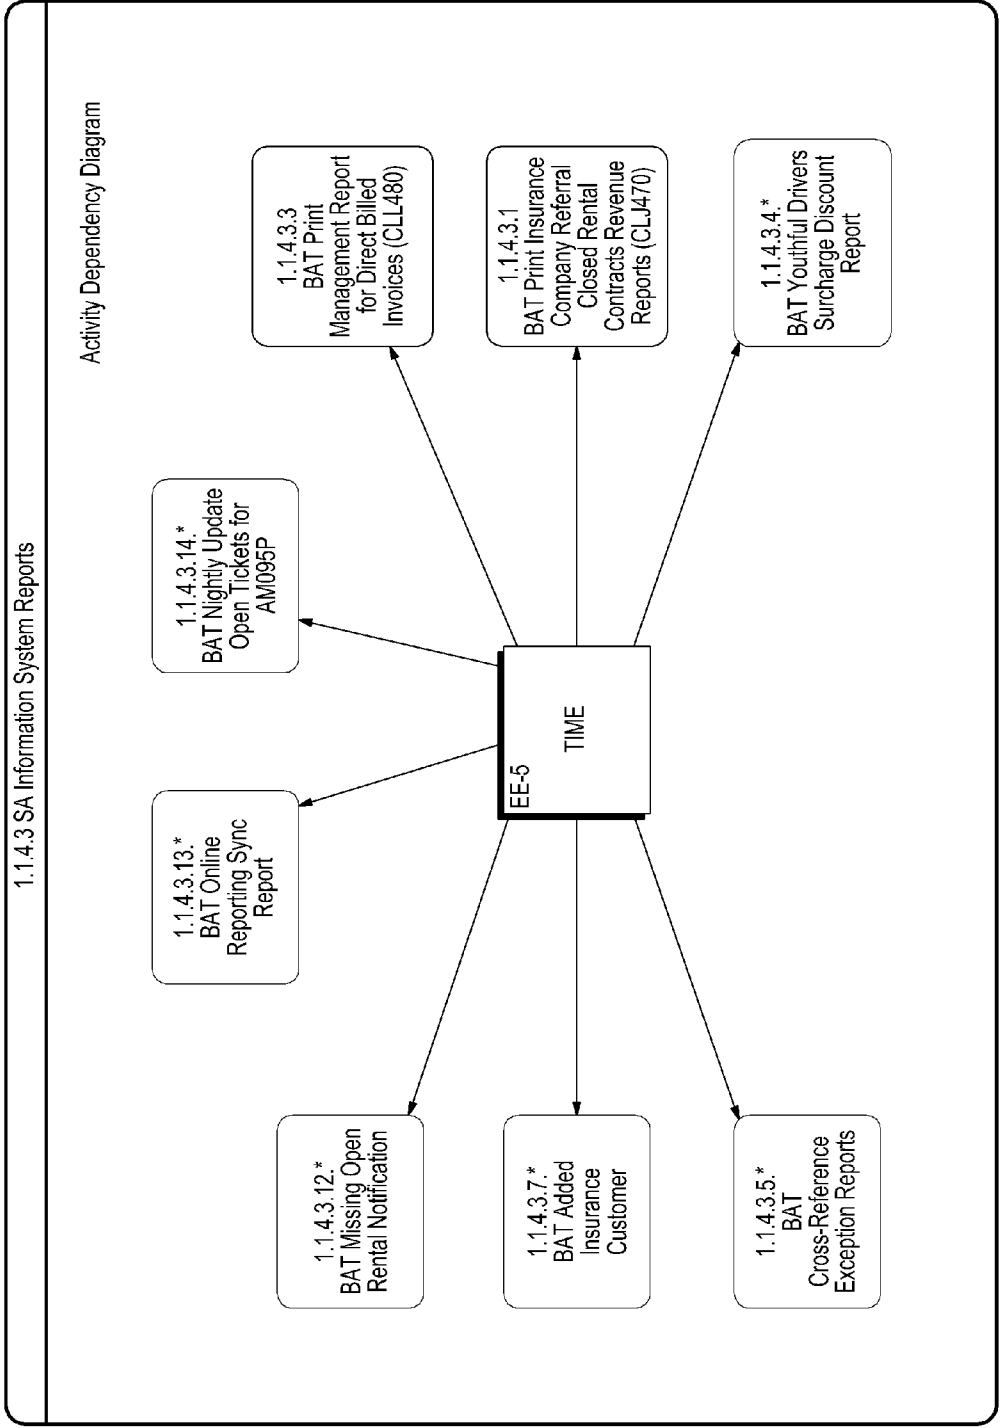 1.1.4.3 SA Information System Reports
Activity Dependency Diagram
1.1.4.3.12.*
BAT Missing Open
Rental Notification
1.1.4.3.13.*
BAT Online
Reporting Sync
Report
1.1.4.3.14.*
BAT Nightly Update
Open Tickets for
AM095P
1.1.4.3.3
BAT Print
Management Report
for Direct Billed
Invoices (CLL480)
1.1.4.3.7.*
BAT Added
Insurance
Customer
EE-5
TIME
1.1.4.3.1
BAT Print Insurance
Company Referral
Closed Rental
Contracts Revenue
Reports (CLJ470)
1.1.4.3.5.*
BAT
Cross-Reference
Exception Reports
1.1.4.3.4.*
BAT Youthful Drivers
Surcharge Discount
Report